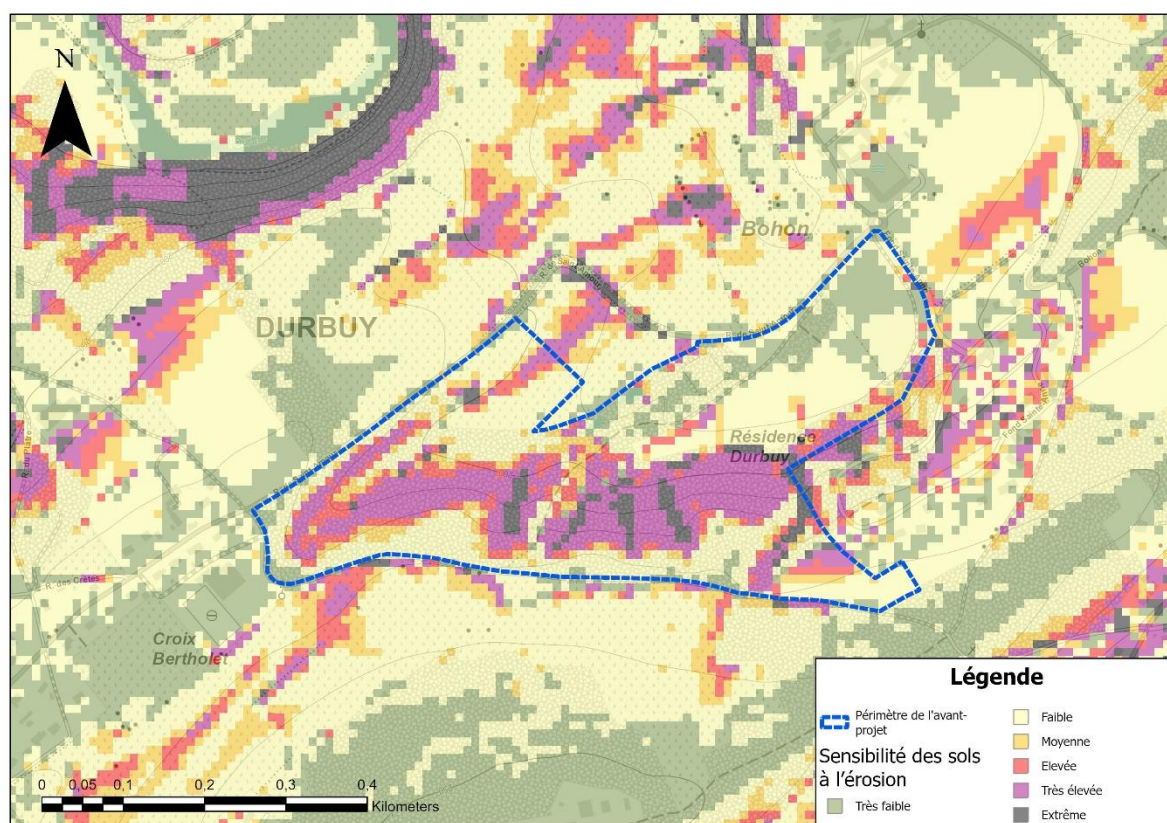 N
DURBUY
Bohon
Résidence
Durbuy
Croix
Bertholet
R. des Crêtes
0 0,05 0,1 0,2 0,3 0,4
Kilometers
Légende
Périmètre de l'avant-
projet
Sensibilité des sols
à l'érosion
Très faible
Faible
Moyenne
Elevée
Très élevée
Extrême